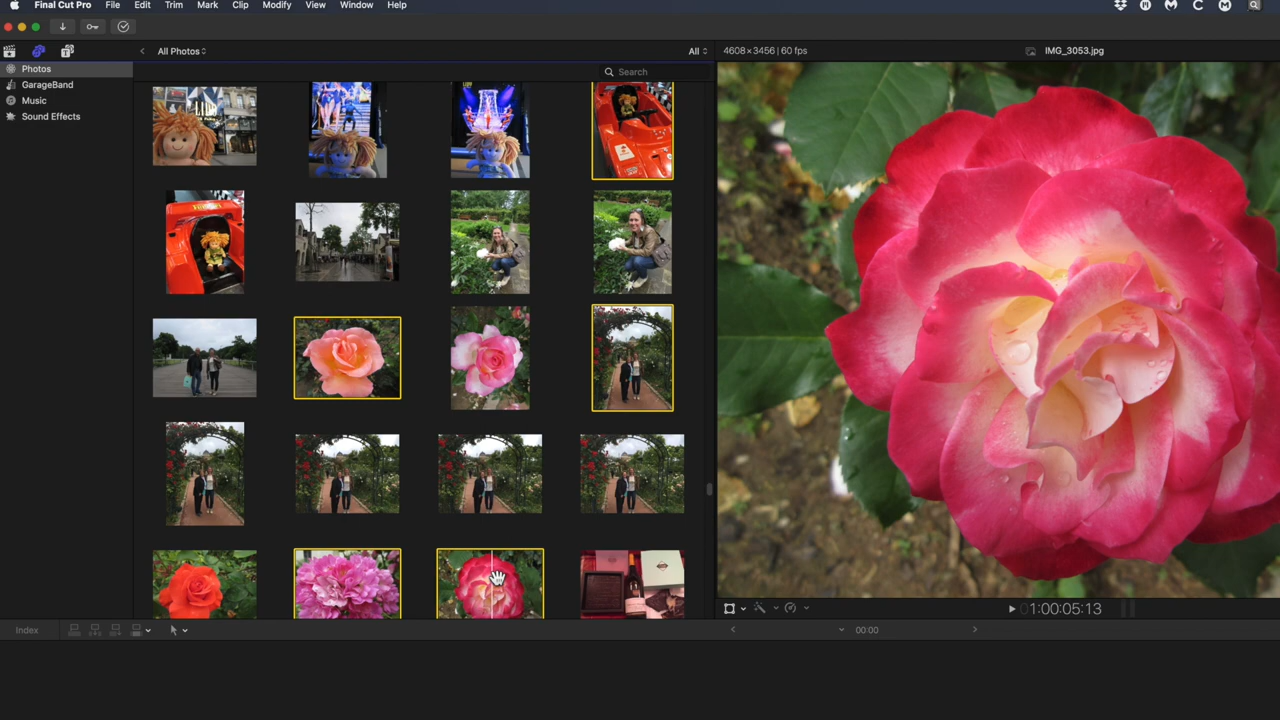 Final Cut Pro File Edit Trim Mark Clip Modify View Window Help
All Photos All 4608×3456 | 60 fps IMG_3053.jpg
Photos
Search
GarageBand
Music
Sound Effects
01:00:05:13
Index 00:00